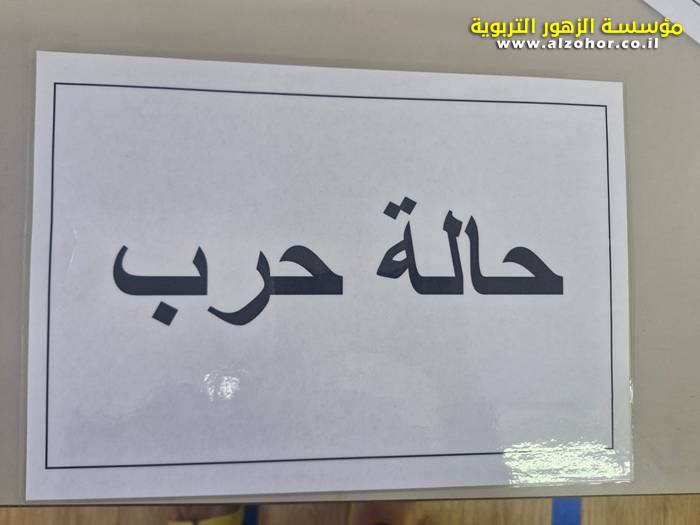 مؤسسة الزهور التربوية
www.alzohor.co.il
حالة حرب